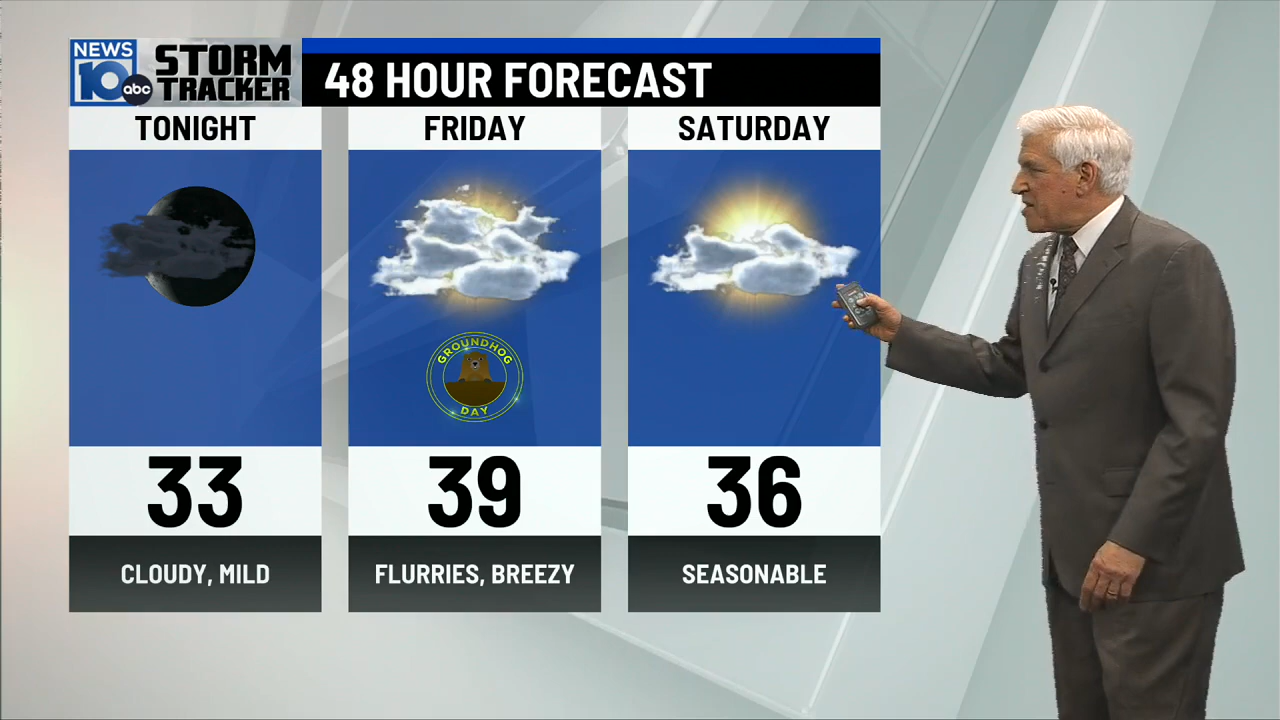 NEWS
10
abc
STORM
TRACKER
48 HOUR FORECAST
TONIGHT
FRIDAY
SATURDAY
GROUNDHOG
DAY
33
39
36
CLOUDY, MILD
FLURRIES, BREEZY
SEASONABLE